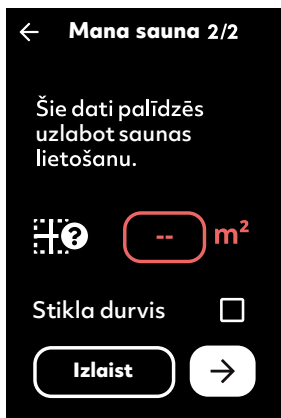 Mana sauna 2/2
Šie dati palīdzēs
uzlabot saunas
lietošanu.
? -- m²
Stikla durvis
Izlaist